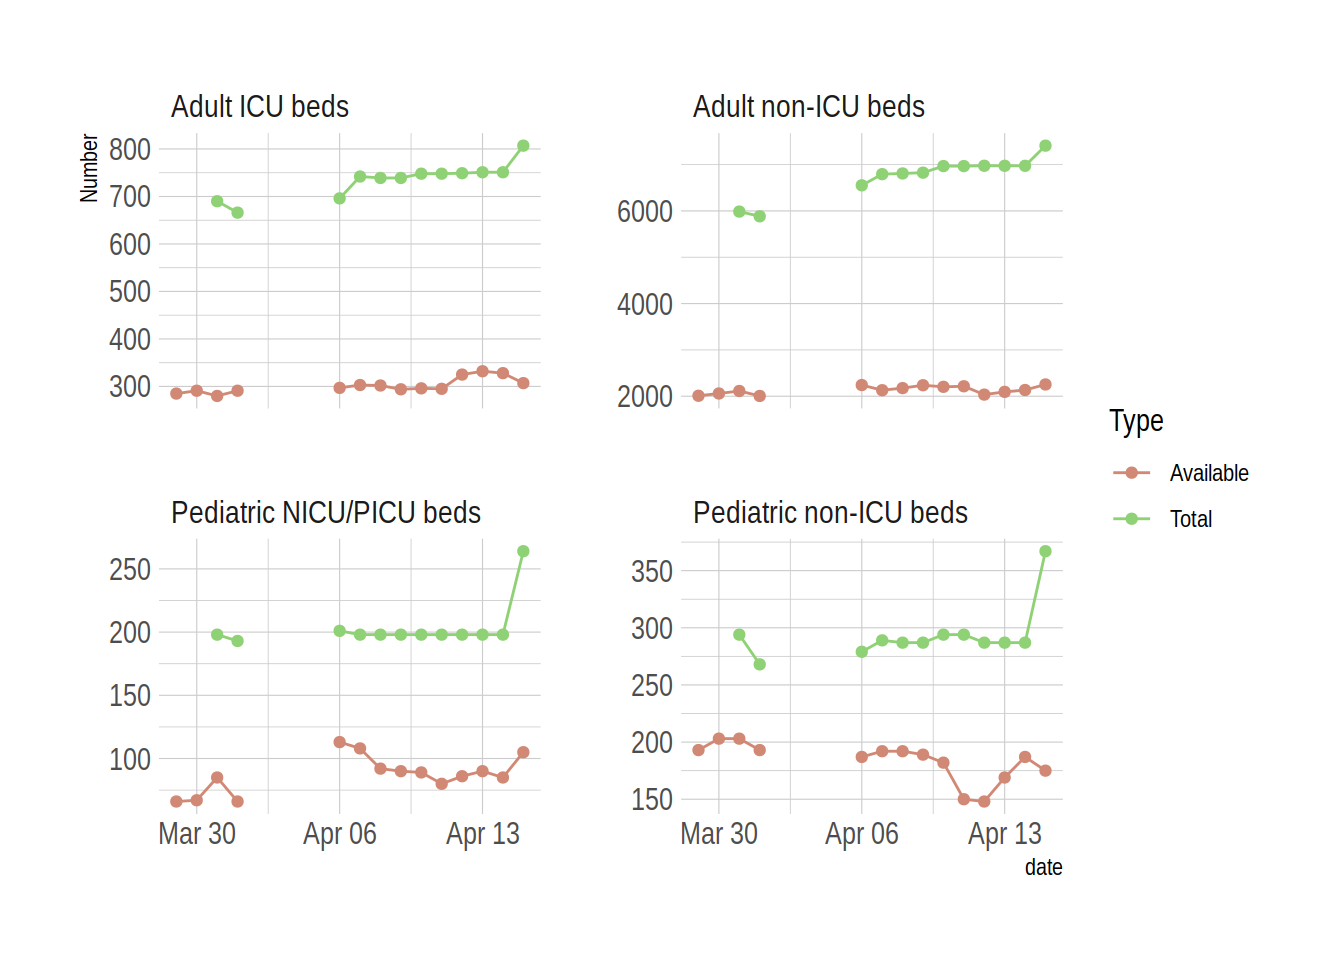 Adult ICU beds
Adult non-ICU beds
Number
800
700
600
500
400
300
6000
4000
2000
Pediatric NICU/PICU beds
Pediatric non-ICU beds
250
200
150
100
350
300
250
200
150
Mar 30
Apr 06
Apr 13
Mar 30
Apr 06
Apr 13
date
Type
Available
Total